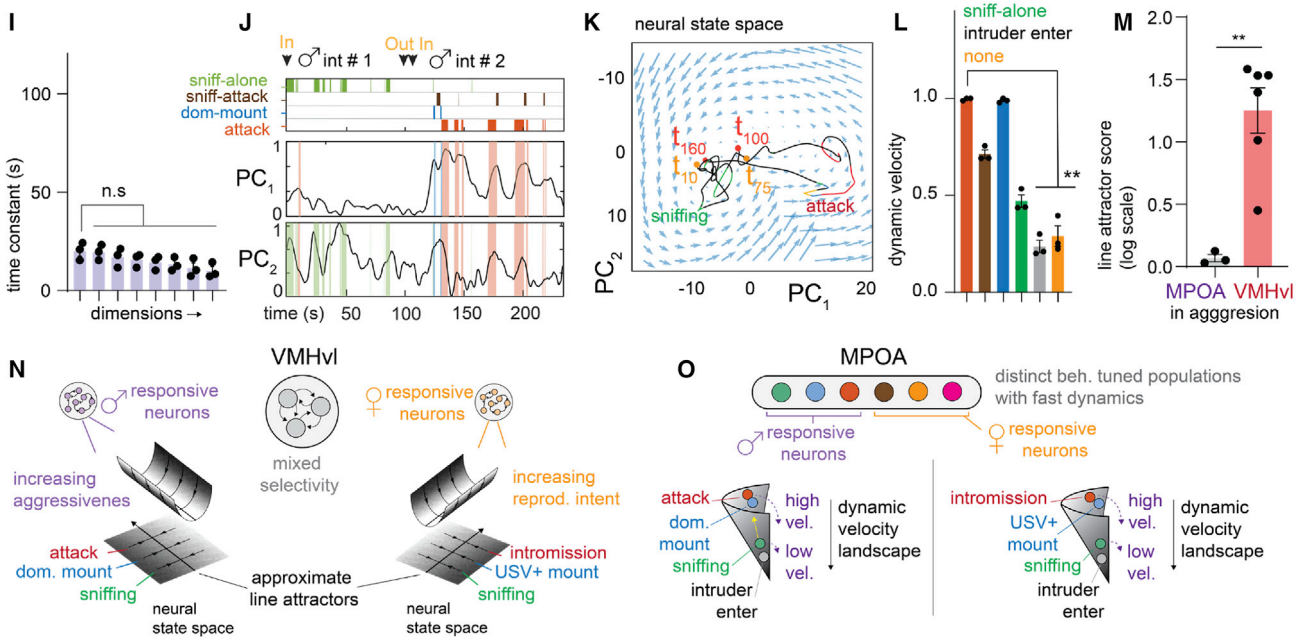 I
time constant (s)
100
50
0
n.s
dimensions →
J
In
Out In
♂ int # 1
♂ int # 2
sniff-alone
sniff-attack
dom-mount
attack
PC1
1
0
PC2
1
0
time (s)
50
100
150
200
K
neural state space
-10
0
10
PC2
t160
t10
t100
t75
sniffing
attack
-10
0
PC1
20
L
sniff-alone
intruder enter
none
dynamic velocity
1.0
0.5
0.0
**
M
line attractor score
(log scale)
2.0
1.5
1.0
0.5
0.0
**
MPOA VMHvl
in agggresion
N
VMHvl
♂ responsive
neurons
♀ responsive
neurons
mixed
selectivity
increasing
aggressivenes
increasing
reprod. intent
attack
dom. mount
sniffing
neural
state space
approximate
line attractors
intromission
USV+ mount
sniffing
neural
state space
O
MPOA
distinct beh. tuned populations
with fast dynamics
♂ responsive
neurons
♀ responsive
neurons
attack
dom.
mount
sniffing
intruder
enter
high
vel.
low
vel.
dynamic
velocity
landscape
intromission
USV+
mount
sniffing
intruder
enter
high
vel.
low
vel.
dynamic
velocity
landscape